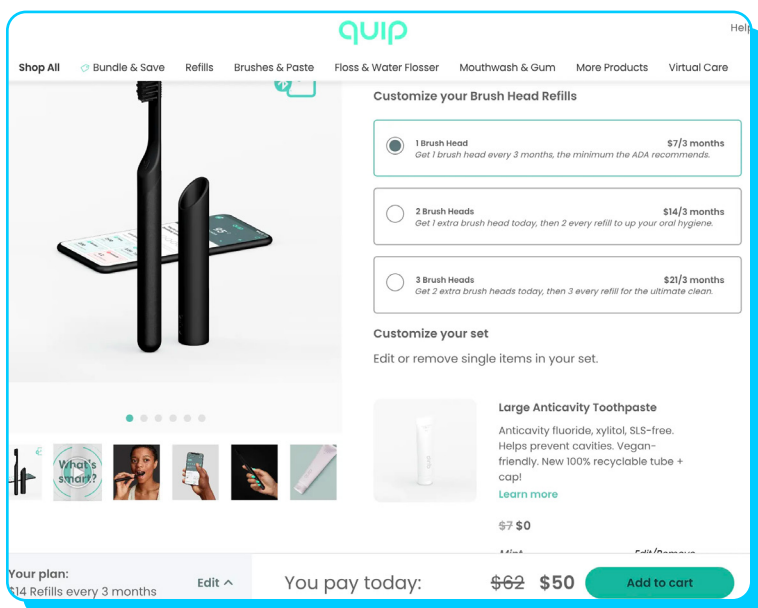 quip
Help
Shop All
Bundle & Save
Refills
Brushes & Paste
Floss & Water Flosser
Mouthwash & Gum
More Products
Virtual Care
Customize your Brush Head Refills
1 Brush Head
$7/3 months
Get 1 brush head every 3 months, the minimum the ADA recommends.
2 Brush Heads
$14/3 months
Get 1 extra brush head today, then 2 every refill to up your oral hygiene.
3 Brush Heads
$21/3 months
Get 2 extra brush heads today, then 3 every refill for the ultimate clean.
Customize your set
Edit or remove single items in your set.
quip
Large Anticavity Toothpaste
Anticavity fluoride, xylitol, SLS-free.
Helps prevent cavities. Vegan-
friendly. New 100% recyclable tube +
cap!
Learn more
$7 $0
Mint
Edit/Remove
What's
smart?
Your plan:
$14 Refills every 3 months
Edit
You pay today:
$62 $50
Add to cart